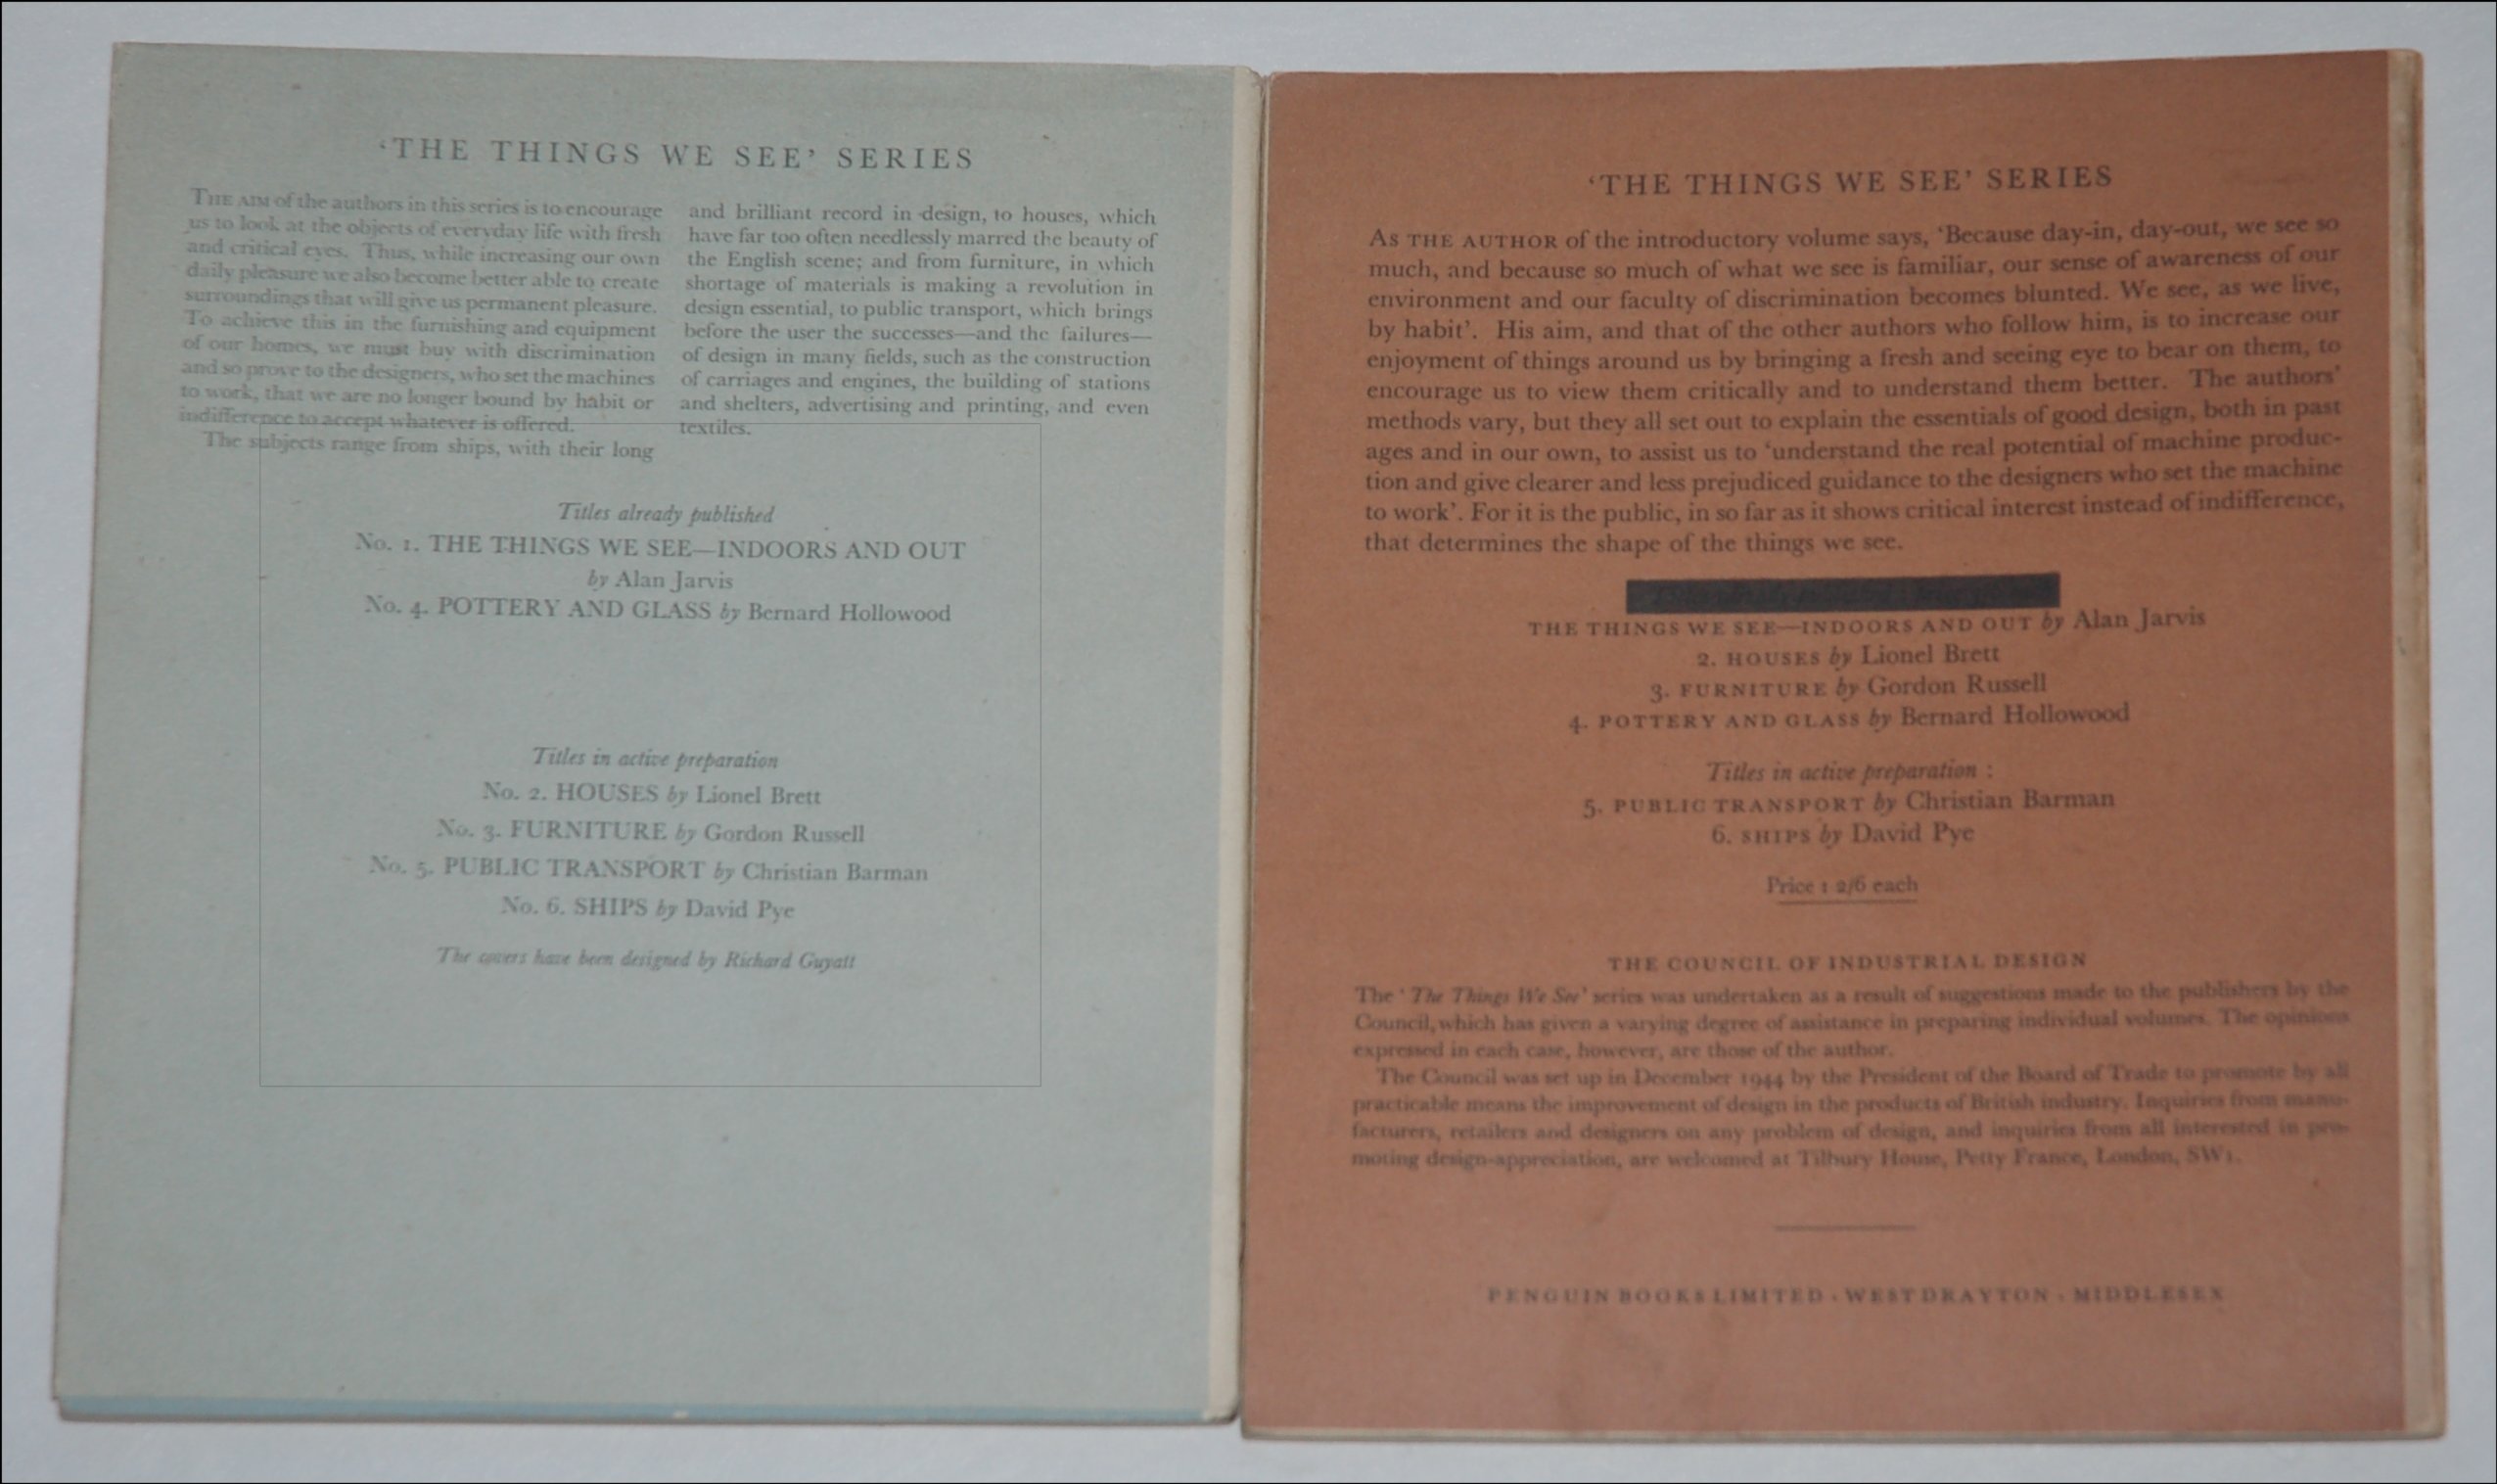 ‘THE THINGS WE SEE’ SERIES
THE AIM of the authors in this series is to encourage
us to look at the objects of everyday life with fresh
and critical eyes. Thus, while increasing our own
daily pleasure we also become better able to create
surroundings that will give us permanent pleasure.
To achieve this in the furnishing and equipment
of our homes, we must buy with discrimination
and so prove to the designers, who set the machines
to work, that we are no longer bound by habit or
indifference to accept whatever is offered.
The subjects range from ships, with their long
and brilliant record in design, to houses, which
have far too often needlessly marred the beauty of
the English scene; and from furniture, in which
shortage of materials is making a revolution in
design essential, to public transport, which brings
before the user the successes—and the failures—
of design in many fields, such as the construction
of carriages and engines, the building of stations
and shelters, advertising and printing, and even
textiles.
Titles already published
No. 1. THE THINGS WE SEE—INDOORS AND OUT
by Alan Jarvis
No. 4. POTTERY AND GLASS by Bernard Hollowood
Titles in active preparation
No. 2. HOUSES by Lionel Brett
No. 3. FURNITURE by Gordon Russell
No. 5. PUBLIC TRANSPORT by Christian Barman
No. 6. SHIPS by David Pye
The covers have been designed by Richard Guyatt
‘THE THINGS WE SEE’ SERIES
AS THE AUTHOR of the introductory volume says, ‘Because day-in, day-out, we see so
much, and because so much of what we see is familiar, our sense of awareness of our
environment and our faculty of discrimination becomes blunted. We see, as we live,
by habit’. His aim, and that of the other authors who follow him, is to increase our
enjoyment of things around us by bringing a fresh and seeing eye to bear on them, to
encourage us to view them critically and to understand them better. The authors’
methods vary, but they all set out to explain the essentials of good design, both in past
ages and in our own, to assist us to ‘understand the real potential of machine produc-
tion and give clearer and less prejudiced guidance to the designers who set the machine
to work’. For it is the public, in so far as it shows critical interest instead of indifference,
that determines the shape of the things we see.
THE THINGS WE SEE—INDOORS AND OUT by Alan Jarvis
2. HOUSES by Lionel Brett
3. FURNITURE by Gordon Russell
4. POTTERY AND GLASS by Bernard Hollowood
Titles in active preparation :
5. PUBLIC TRANSPORT by Christian Barman
6. SHIPS by David Pye
Price : 2/6 each
THE COUNCIL OF INDUSTRIAL DESIGN
The ‘The Things We See’ series was undertaken as a result of suggestions made to the publishers by the
Council, which has given a varying degree of assistance in preparing individual volumes. The opinions
expressed in each case, however, are those of the author.
The Council was set up in December 1944 by the President of the Board of Trade to promote by all
practicable means the improvement of design in the products of British industry. Inquiries from manu-
facturers, retailers and designers on any problem of design, and inquiries from all interested in pro-
moting design-appreciation, are welcomed at Tilbury House, Petty France, London, SW1.
PENGUIN BOOKS LIMITED · WEST DRAYTON · MIDDLESEX